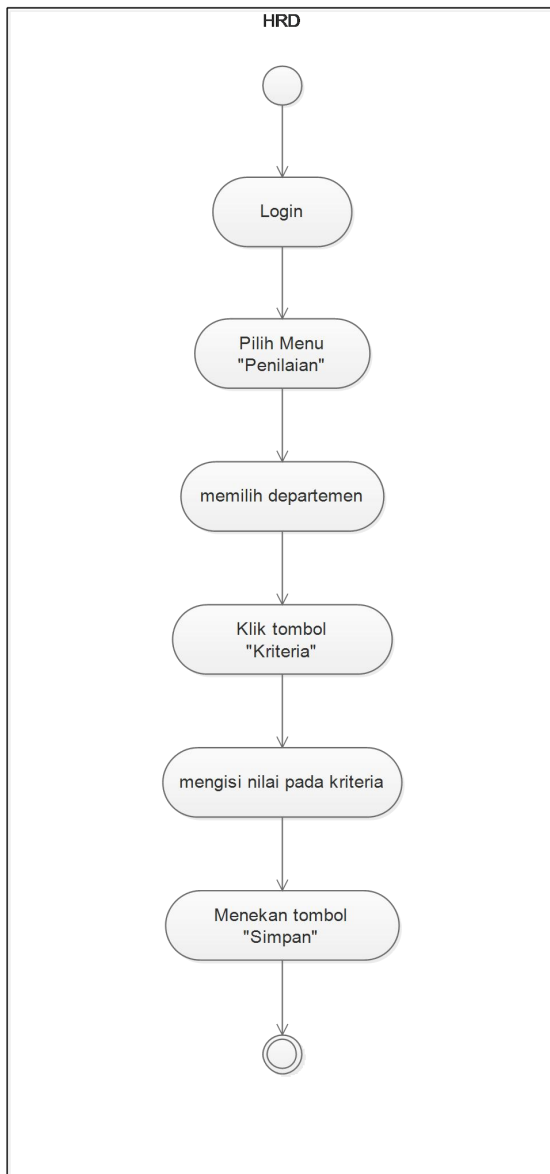 HRD
Login
Pilih Menu
"Penilaian"
memilih departemen
Klik tombol
"Kriteria"
mengisi nilai pada kriteria
Menekan tombol
"Simpan"